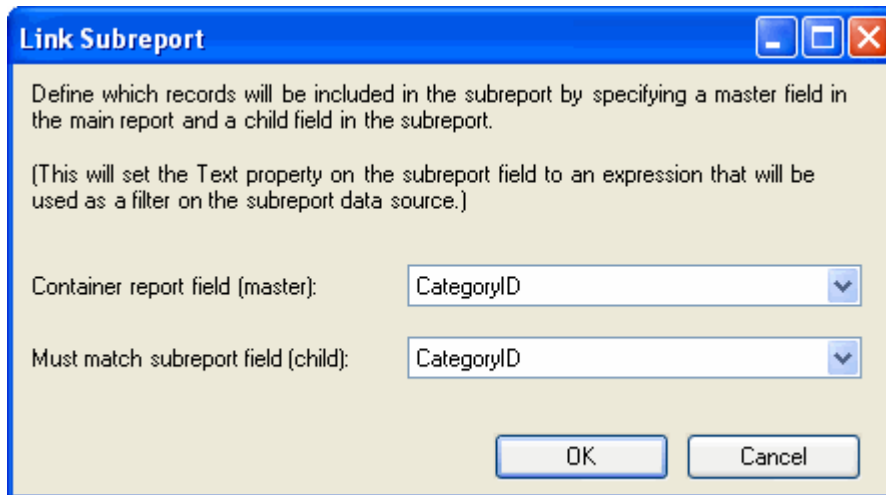 Link Subreport
Define which records will be included in the subreport by specifying a master field in
the main report and a child field in the subreport.
(This will set the Text property on the subreport field to an expression that will be
used as a filter on the subreport data source.)
Container report field (master): CategoryID
Must match subreport field (child): CategoryID
OK Cancel